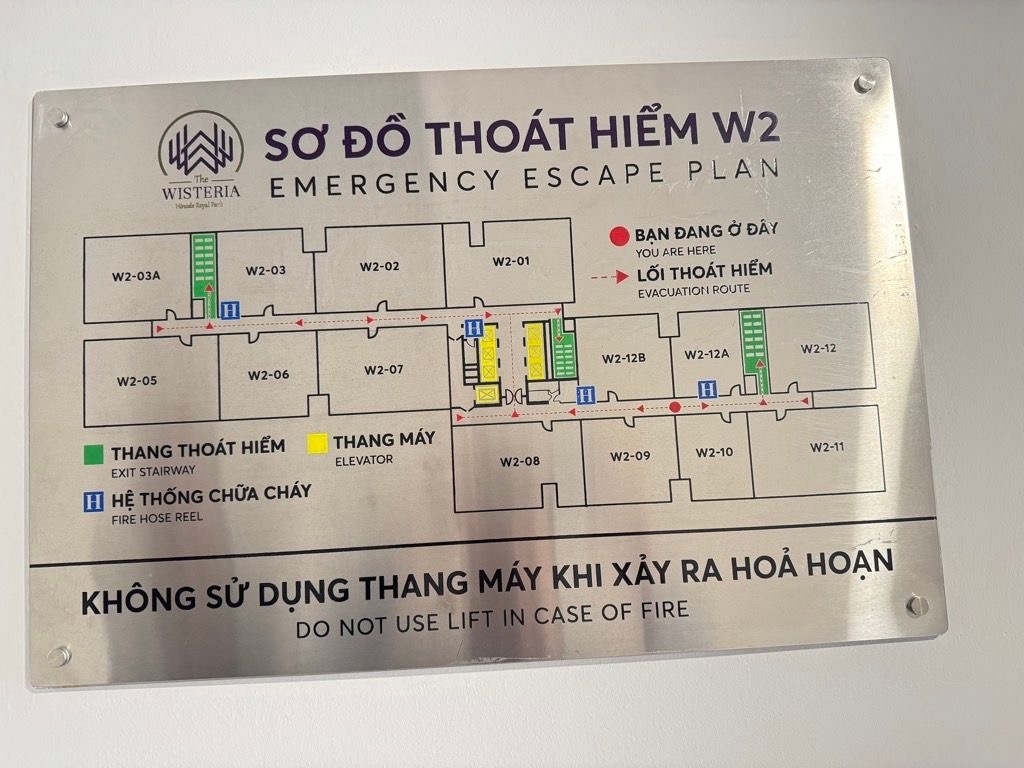 The
WISTERIA
Hinode Royal Park
SƠ ĐỒ THOÁT HIỂM W2
EMERGENCY ESCAPE PLAN
BẠN ĐANG Ở ĐÂY
YOU ARE HERE
LỐI THOÁT HIỂM
EVACUATION ROUTE
W2-03A
W2-03
W2-02
W2-01
H
H
W2-05
W2-06
W2-07
W2-12B
W2-12A
W2-12
H
H
W2-08
W2-09
W2-10
W2-11
THANG THOÁT HIỂM
EXIT STAIRWAY
THANG MÁY
ELEVATOR
H
HỆ THỐNG CHỮA CHÁY
FIRE HOSE REEL
KHÔNG SỬ DỤNG THANG MÁY KHI XẢY RA HOẢ HOẠN
DO NOT USE LIFT IN CASE OF FIRE